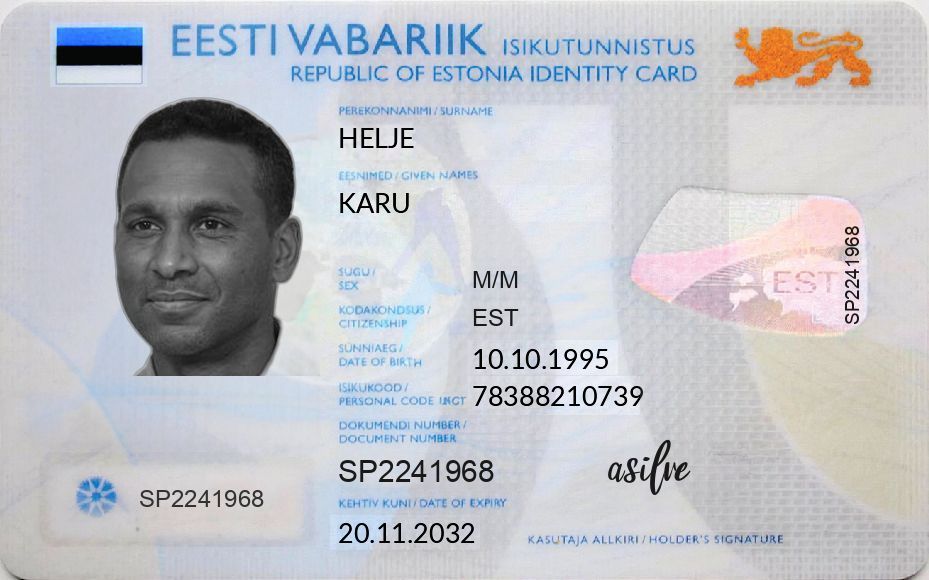 EESTI VABARIIK ISIKUTUNNISTUS
REPUBLIC OF ESTONIA IDENTITY CARD
PEREKONNANIMI / SURNAME
HELJE
EESNIMED / GIVEN NAMES
KARU
SUGU /
SEX
M/M
KODAKONDSUS /
CITIZENSHIP
EST
SÜNNIAEG /
DATE OF BIRTH
10.10.1995
ISIKUKOOD /
PERSONAL CODE
78388210739
DOKUMENDI NUMBER /
DOCUMENT NUMBER
SP2241968
KEHTIV KUNI / DATE OF EXPIRY
20.11.2032
SP2241968
EST
SP2241968
KASUTAJA ALLKIRI / HOLDER'S SIGNATURE